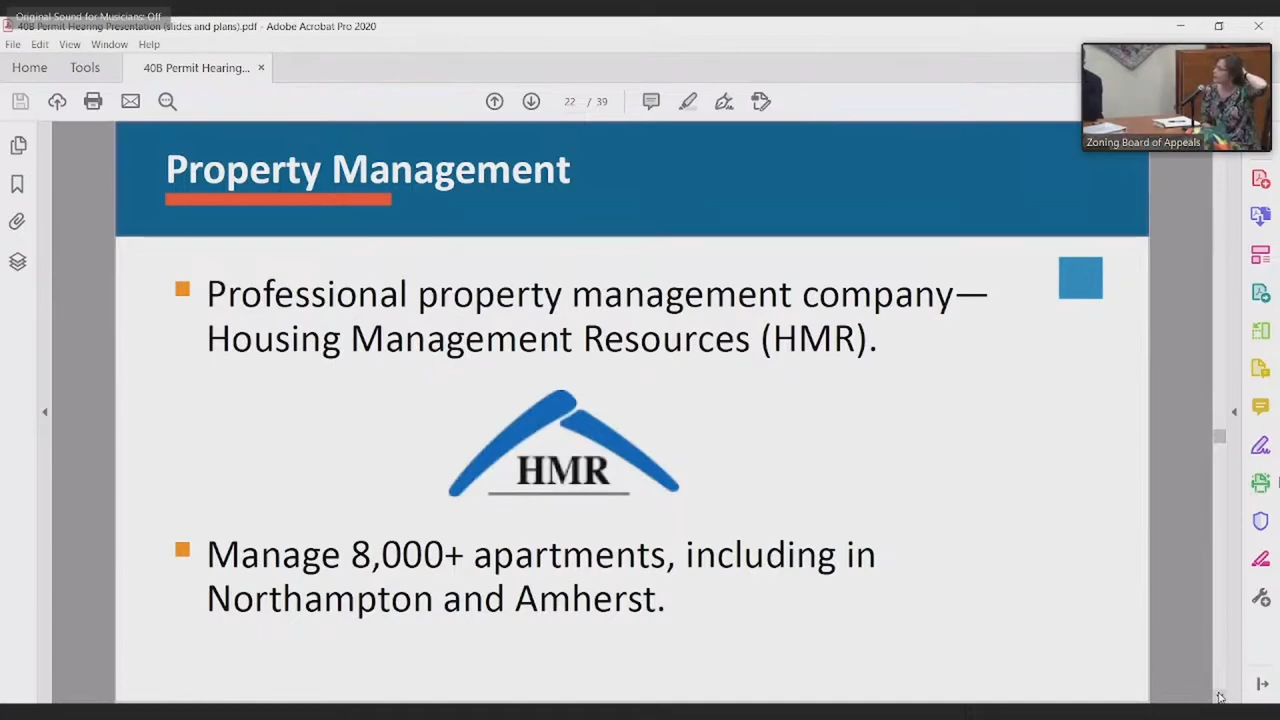 Original Sound for Musicians: Off
40B Permit Hearing Presentation (slides and plans).pdf - Adobe Acrobat Pro 2020
File Edit View Window Help
Home Tools 40B Permit Hearing... ×
22 / 39
Zoning Board of Appeals
Property Management
Professional property management company—
Housing Management Resources (HMR).
HMR
Manage 8,000+ apartments, including in
Northampton and Amherst.